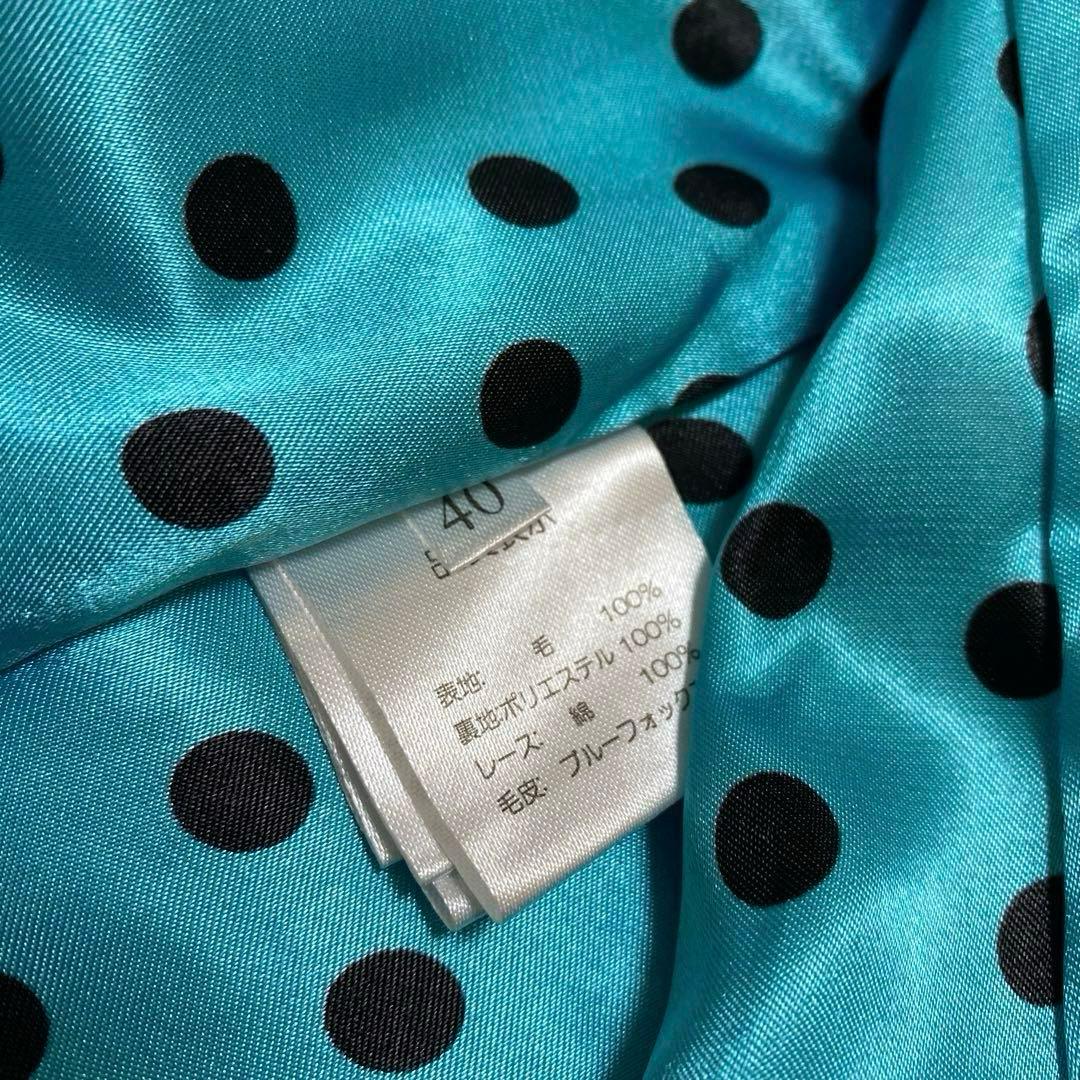 40
表地: 毛 100%
裏地:ポリエステル 100%
レース: 綿 100%
毛皮: ブルーフォック